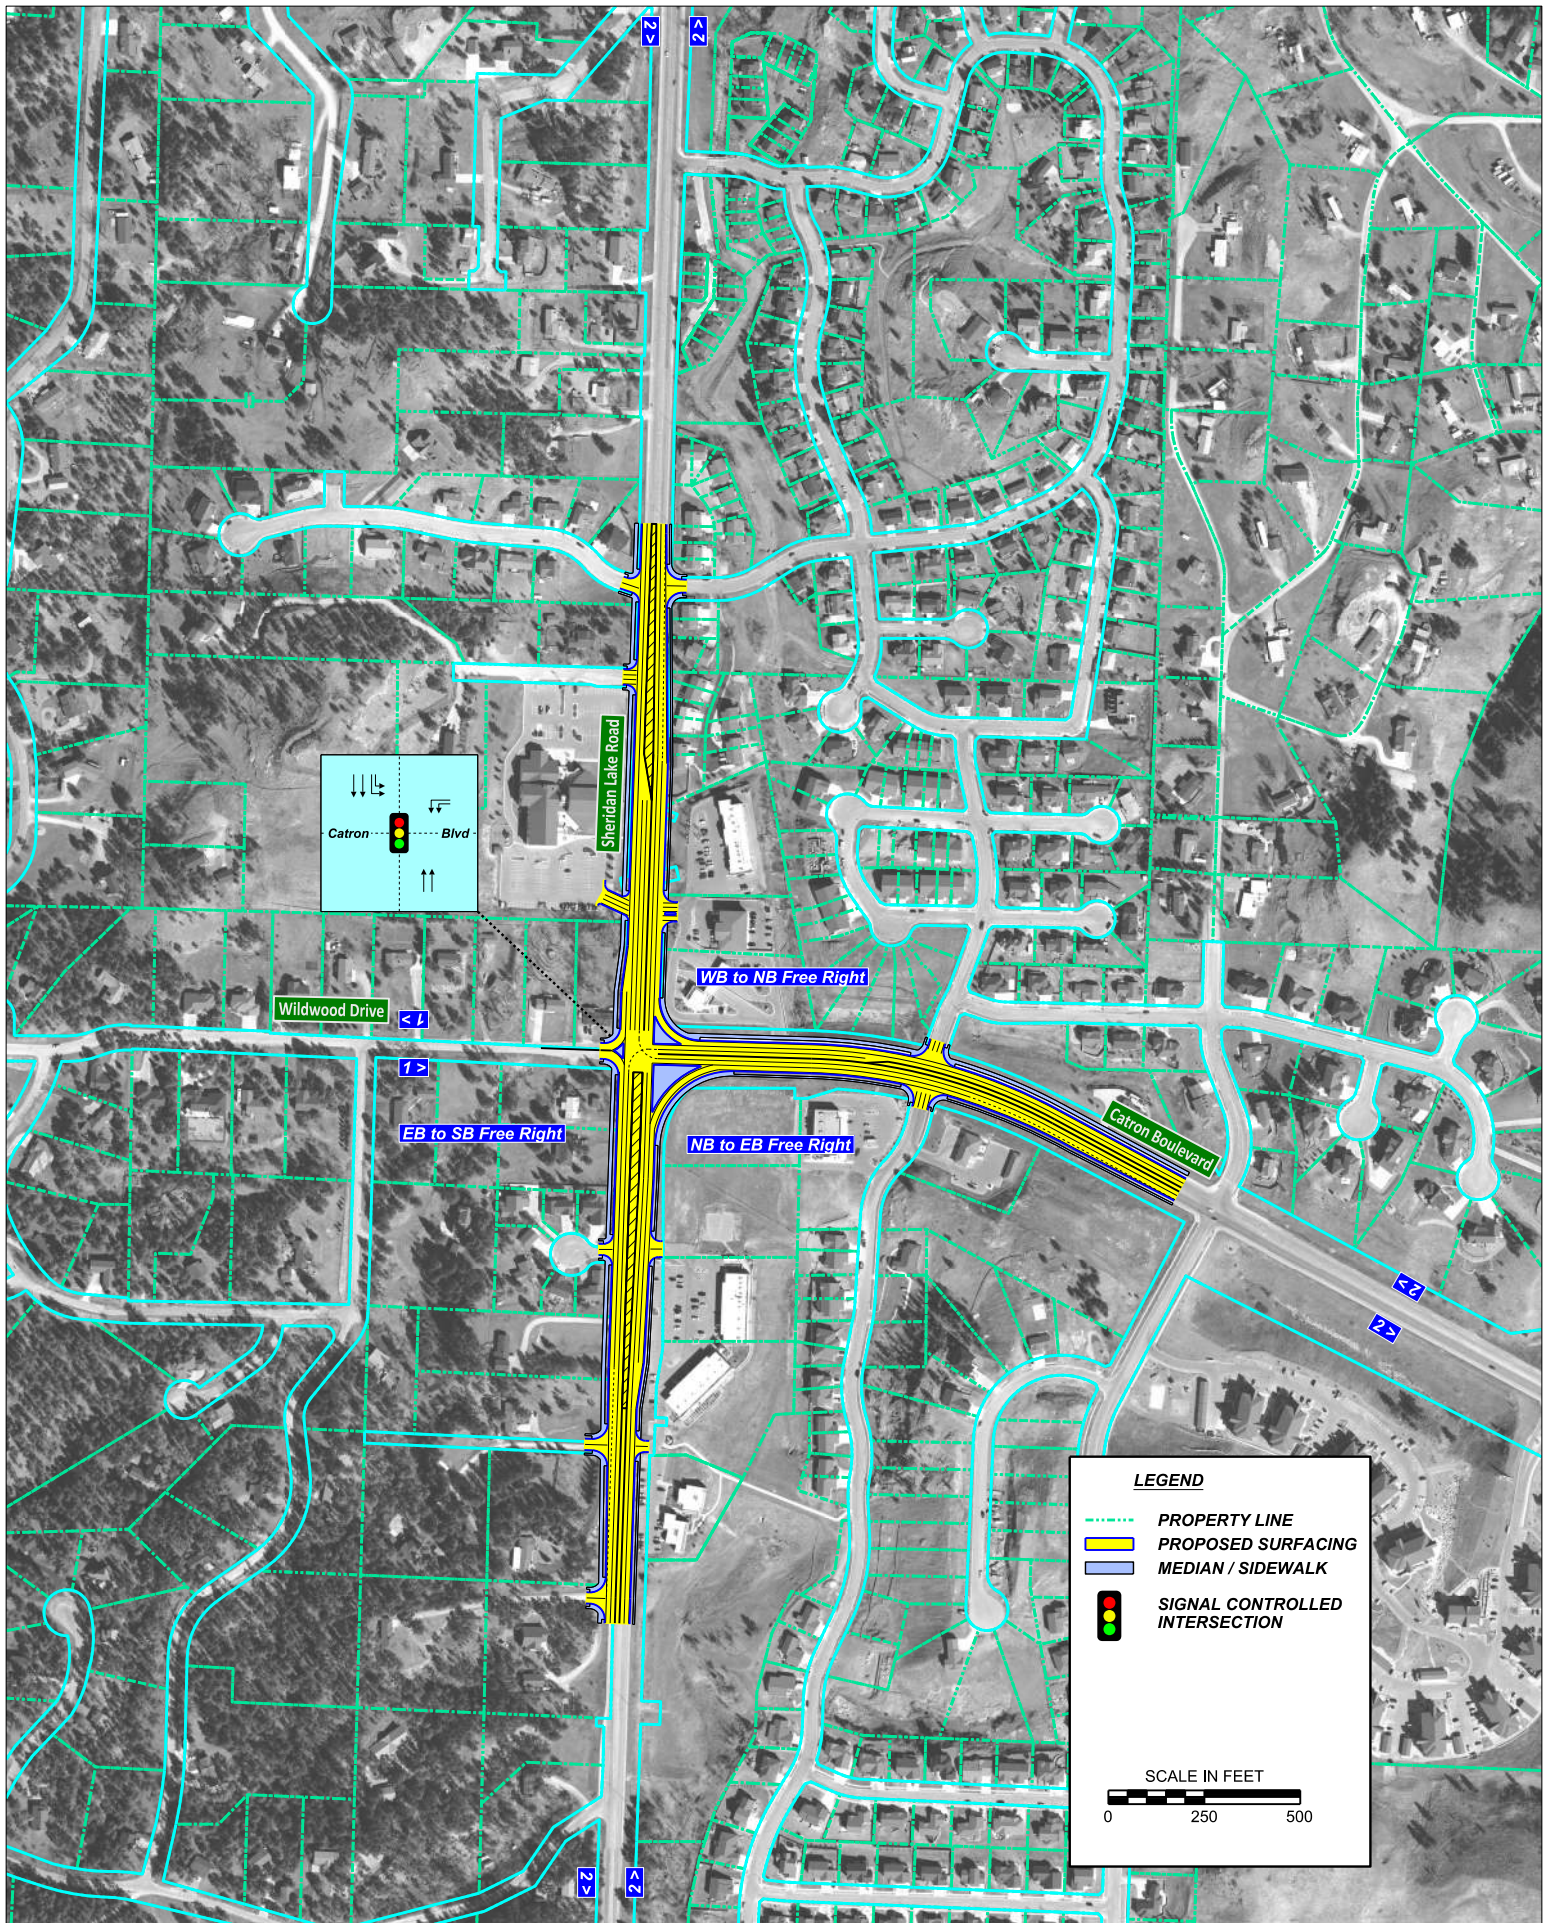 2 >
2 >
Sheridan Lake Road
Catron
Blvd
WB to NB Free Right
Wildwood Drive
1 >
1 >
EB to SB Free Right
NB to EB Free Right
Catron Boulevard
2 >
2 >
LEGEND
PROPERTY LINE
PROPOSED SURFACING
MEDIAN / SIDEWALK
SIGNAL CONTROLLED
INTERSECTION
SCALE IN FEET
0 250 500
2 >
2 >